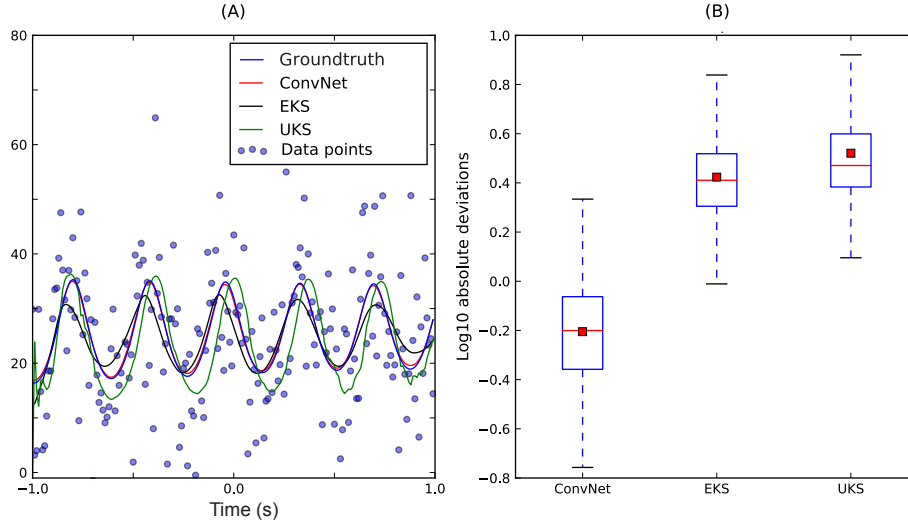 (A)
80
60
40
20
0
−1.0
0.0
1.0
Time (s)
Groundtruth
ConvNet
EKS
UKS
Data points
(B)
Log10 absolute deviations
1.0
0.8
0.6
0.4
0.2
0.0
−0.2
−0.4
−0.6
−0.8
ConvNet
EKS
UKS